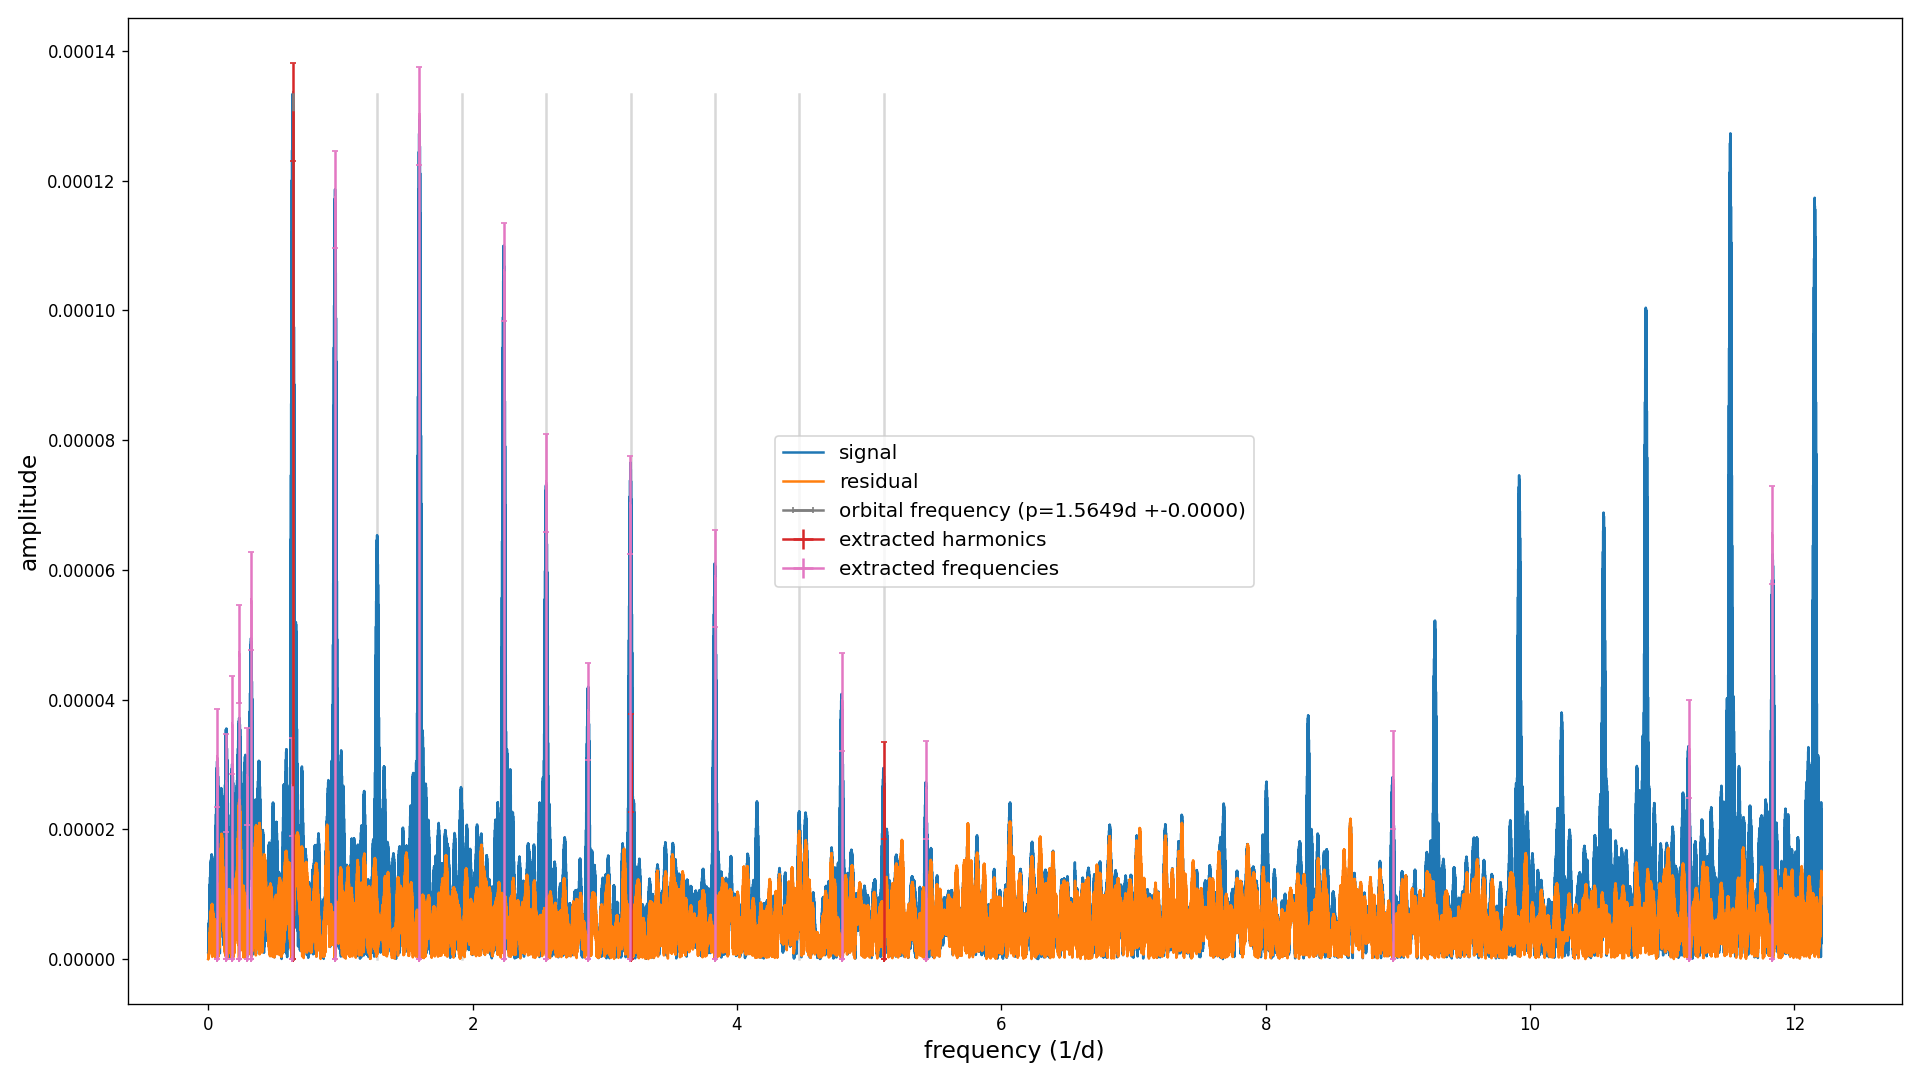 0.00014
0.00012
0.00010
0.00008
0.00006
0.00004
0.00002
0.00000
amplitude
signal
residual
orbital frequency (p=1.5649d +-0.0000)
extracted harmonics
extracted frequencies
0 2 4 6 8 10 12
frequency (1/d)